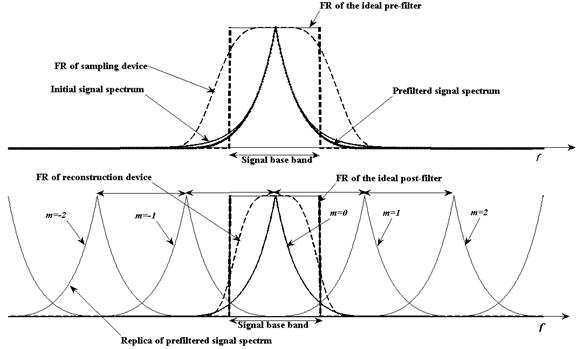 FR of the ideal pre-filter
FR of sampling device
Initial signal spectrum
Prefilterd signal spectrum
Signal base band
f
FR of reconstruction device
FR of the ideal post-filter
m=-2
m=-1
m=0
m=1
m=2
Signal base band
f
Replica of prefiltered signal spectrm